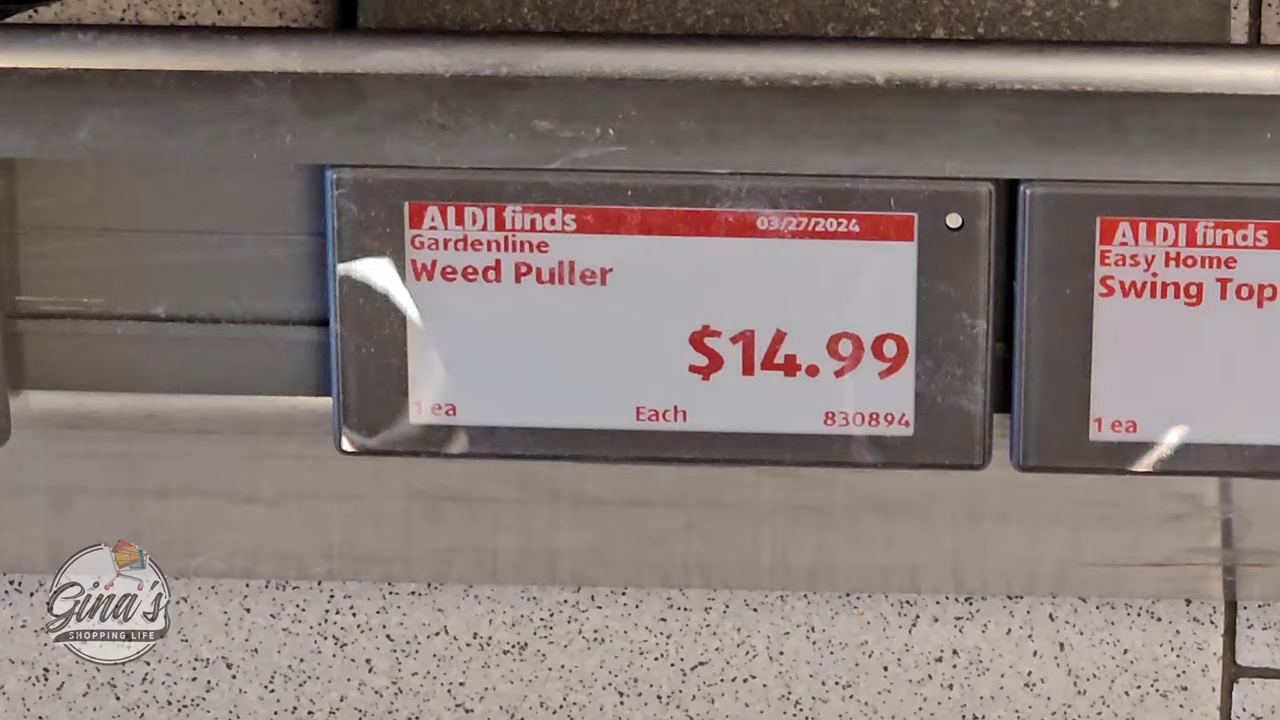 ALDI finds 03/27/2024
Gardenline
Weed Puller
$14.99
1 ea Each 830894
ALDI finds
Easy Home
Swing Top
1 ea
Gina's
SHOPPING LIFE